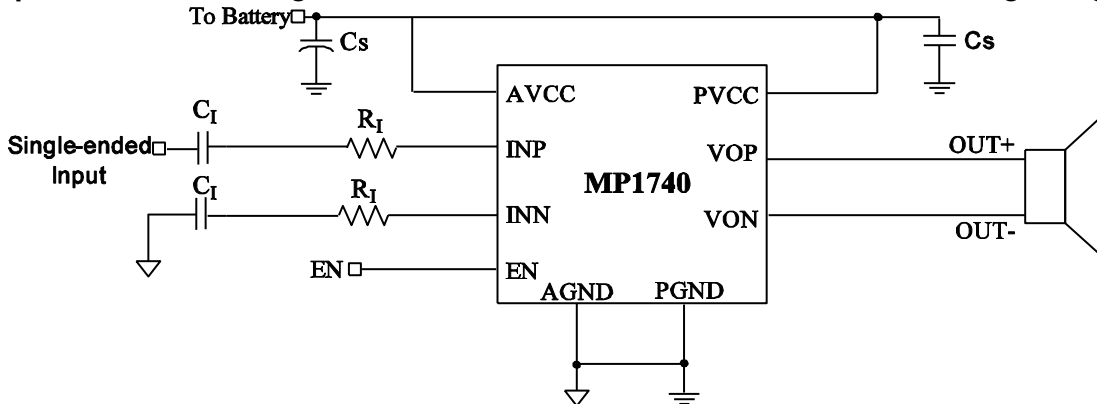 To Battery
Cs
Cs
AVCC
PVCC
CI
RI
Single-ended
Input
INP
VOP
OUT+
MP1740
CI
RI
INN
VON
OUT-
EN
EN
AGND
PGND